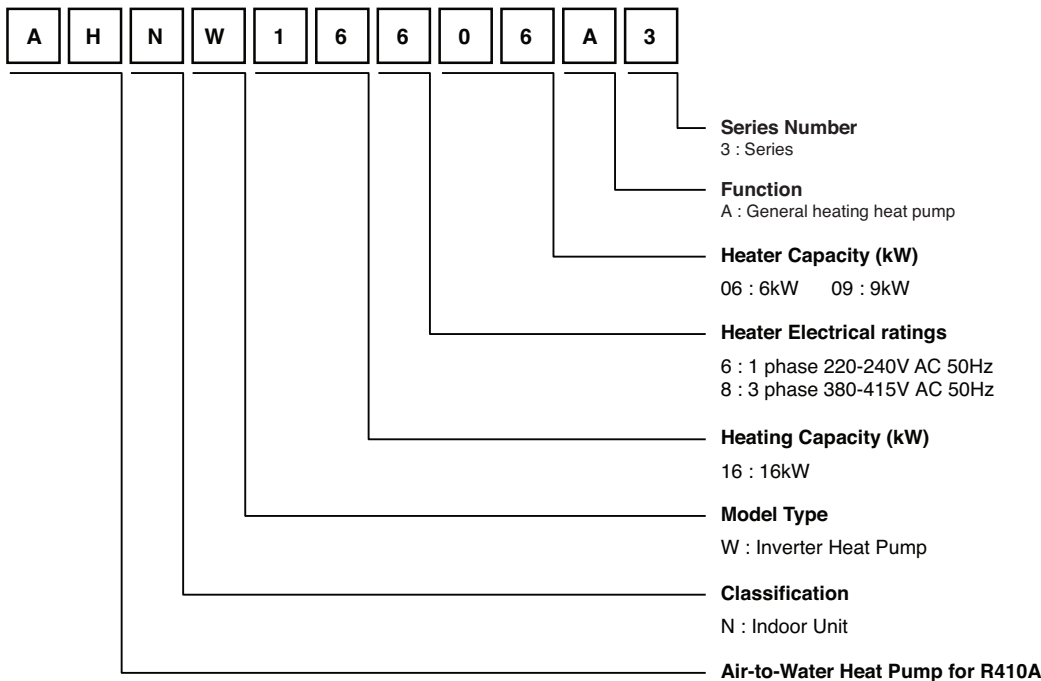 A H N W 1 6 6 0 6 A 3
Series Number
3 : Series
Function
A : General heating heat pump
Heater Capacity (kW)
06 : 6kW 09 : 9kW
Heater Electrical ratings
6 : 1 phase 220-240V AC 50Hz
8 : 3 phase 380-415V AC 50Hz
Heating Capacity (kW)
16 : 16kW
Model Type
W : Inverter Heat Pump
Classification
N : Indoor Unit
Air-to-Water Heat Pump for R410A